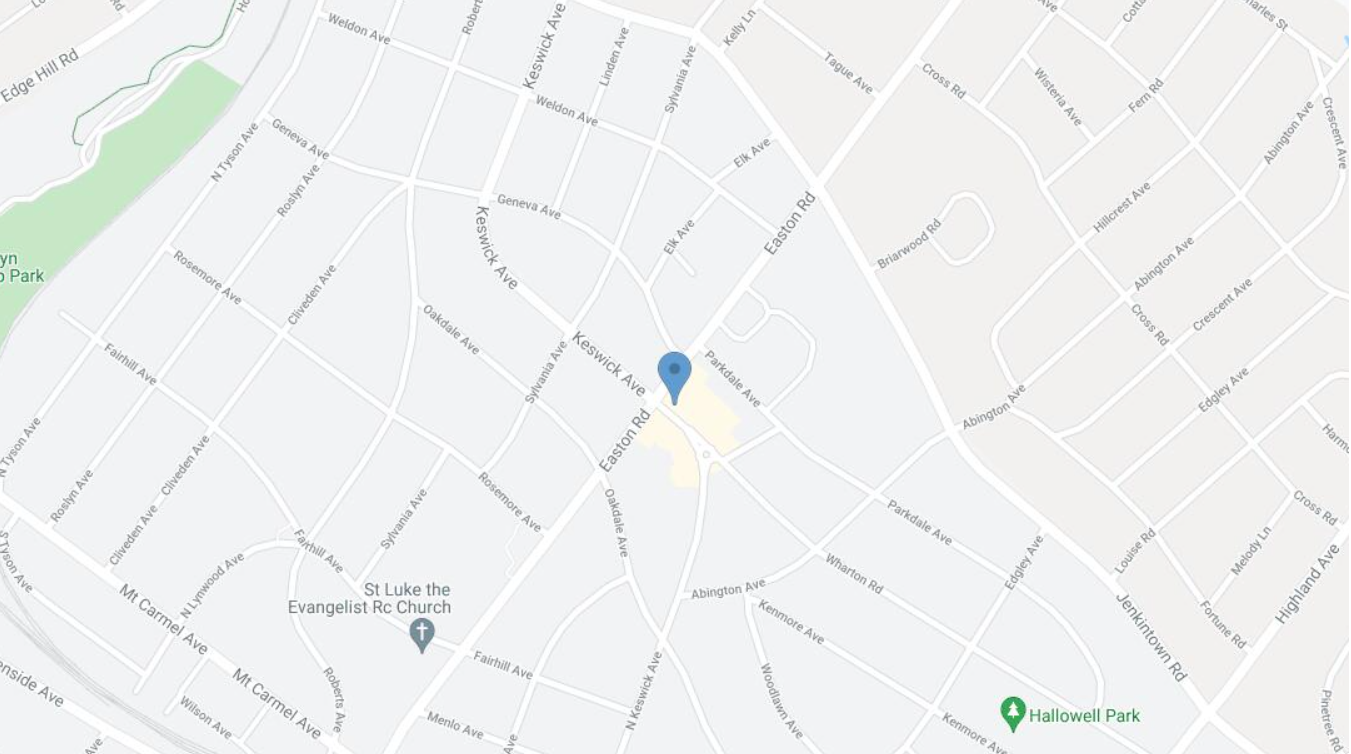 Rd
Edge Hill Rd
Weldon Ave
Keswick Ave
Linden Ave
Sylvania Ave
Kelly Ln
Tague Ave
Cross Rd
Wisteria Ave
Fern Rd
Abington Ave
Crescent Ave
N Tyson Ave
Geneva Ave
Roslyn Ave
Weldon Ave
Elk Ave
Geneva Ave
Keswick Ave
Elk Ave
Easton Rd
Briarwood Rd
Hillcrest Ave
Abington Ave
Crescent Ave
Cross Rd
yn
Park
Rosemore Ave
Cliveden Ave
Oakdale Ave
Fairhill Ave
Sylvania Ave
Keswick Ave
Parkdale Ave
Abington Ave
Edgley Ave
Easton Rd
N Tyson Ave
Roslyn Ave
Cliveden Ave
Cliveden Ave
Sylvania Ave
Rosemore Ave
Oakdale Ave
Parkdale Ave
Edgley Ave
Cross Rd
Melody Ln
Louise Rd
Highland Ave
S Tyson Ave
N Lynwood Ave
Fairhill Ave
St Luke the
Evangelist Rc Church
Mt Carmel Ave
Mt Carmel Ave
Abington Ave
Wharton Rd
Kenmore Ave
Jenkintown Rd
Fortune Rd
Fairhill Ave
Roberts Ave
Wilson Ave
Menlo Ave
N Keswick Ave
Woodlawn Ave
Kenmore Ave
Hallowell Park
Pinetree Rd
enside Ave
Ave
Ave